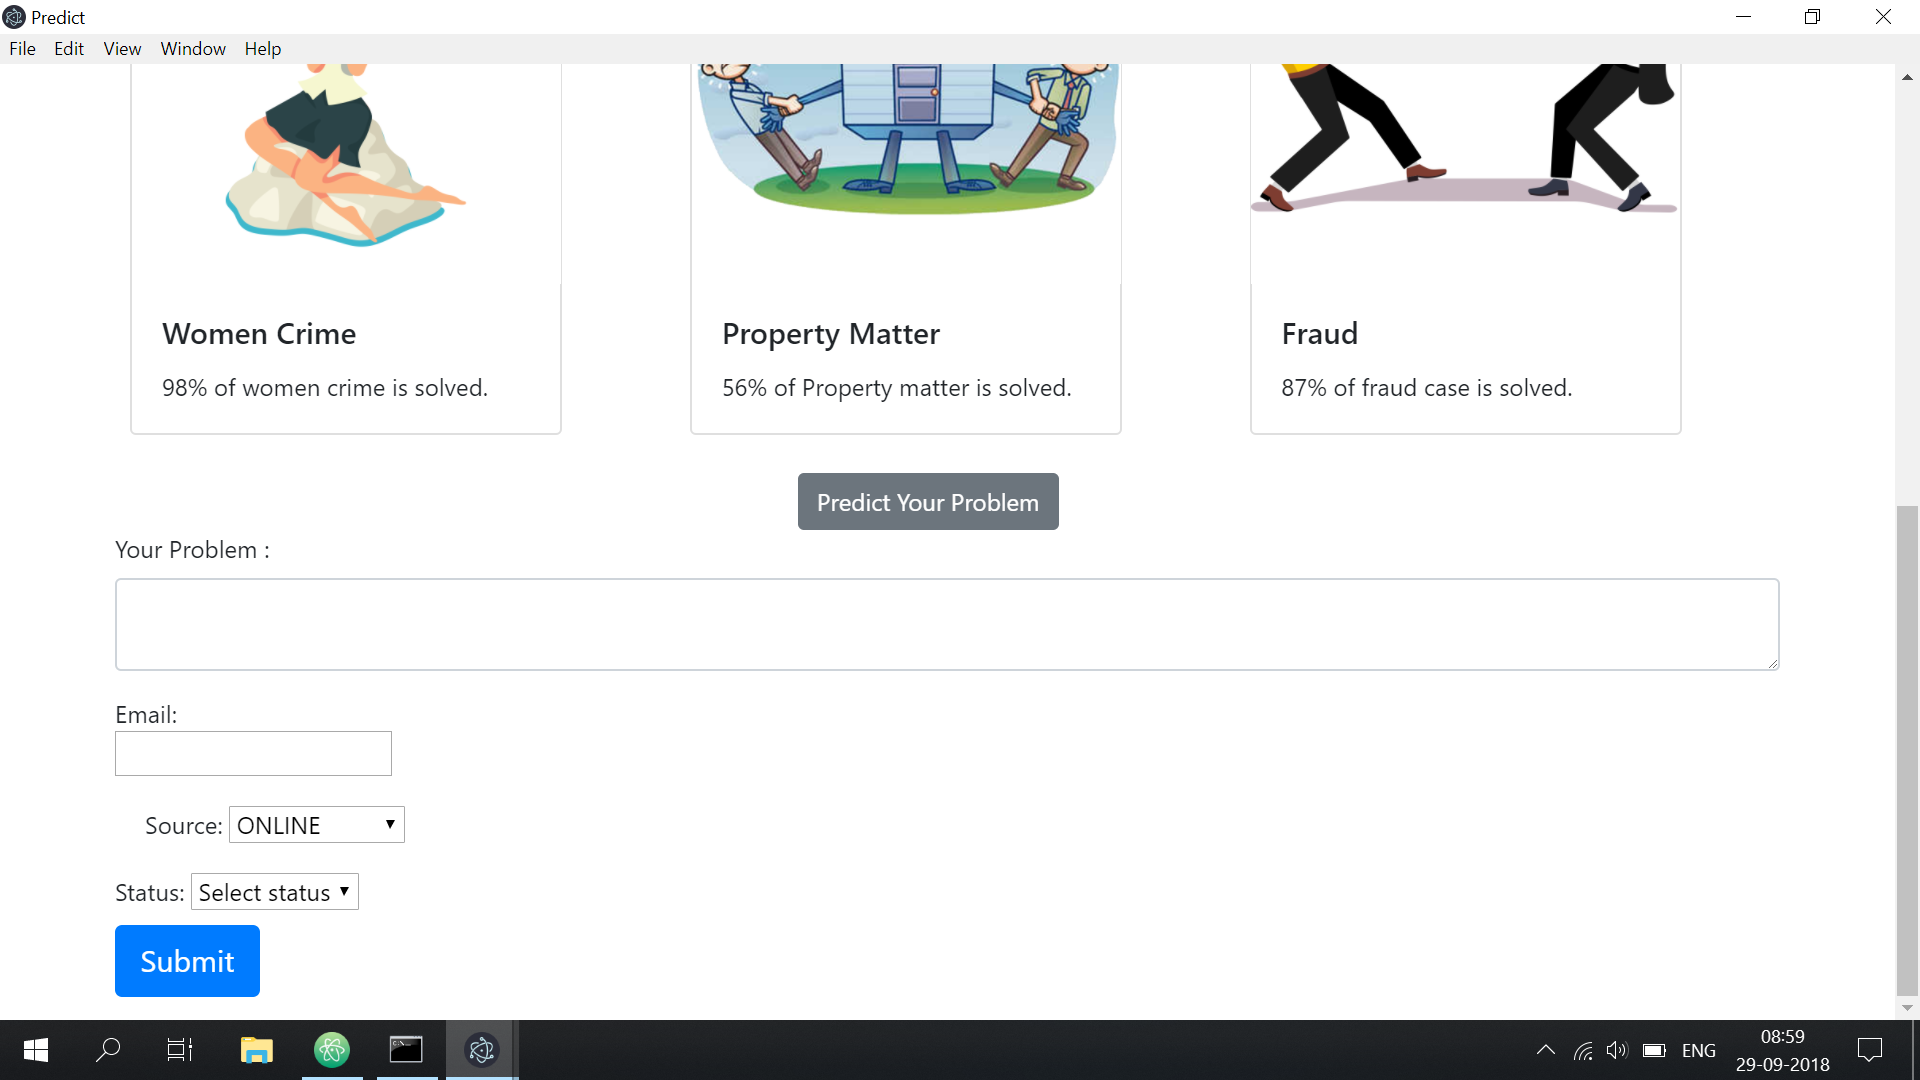 Predict
File Edit View Window Help
Women Crime
98% of women crime is solved.
Property Matter
56% of Property matter is solved.
Fraud
87% of fraud case is solved.
Predict Your Problem
Your Problem :
Email:
Source: ONLINE
Status: Select status
Submit
ENG
08:59
29-09-2018